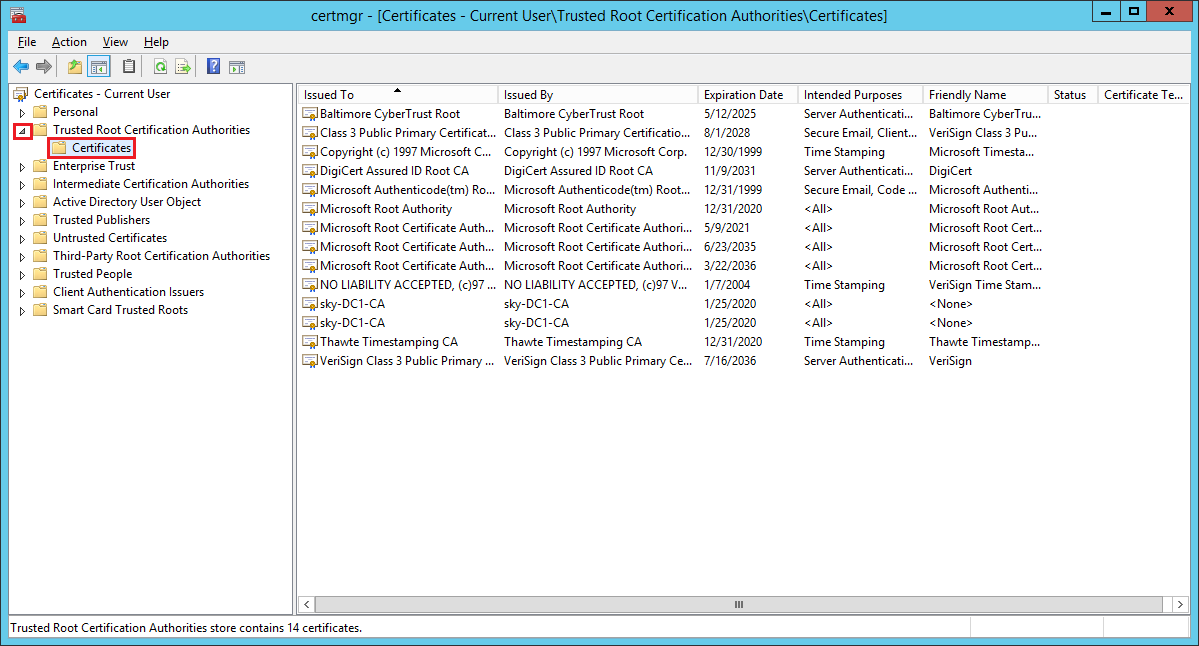 certmgr - [Certificates - Current User\Trusted Root Certification Authorities\Certificates]
File Action View Help
Certificates - Current User
Personal
Trusted Root Certification Authorities
Certificates
Enterprise Trust
Intermediate Certification Authorities
Active Directory User Object
Trusted Publishers
Untrusted Certificates
Third-Party Root Certification Authorities
Trusted People
Client Authentication Issuers
Smart Card Trusted Roots
Issued To Issued By Expiration Date Intended Purposes Friendly Name Status Certificate Te...
Baltimore CyberTrust Root Baltimore CyberTrust Root 5/12/2025 Server Authenticati... Baltimore CyberTru...
Class 3 Public Primary Certificat... Class 3 Public Primary Certificatio... 8/1/2028 Secure Email, Client... VeriSign Class 3 Pu...
Copyright (c) 1997 Microsoft C... Copyright (c) 1997 Microsoft Corp. 12/30/1999 Time Stamping Microsoft Timesta...
DigiCert Assured ID Root CA DigiCert Assured ID Root CA 11/9/2031 Server Authenticati... DigiCert
Microsoft Authenticode(tm) Ro... Microsoft Authenticode(tm) Root... 12/31/1999 Secure Email, Code ... Microsoft Authenti...
Microsoft Root Authority Microsoft Root Authority 12/31/2020 <All> Microsoft Root Aut...
Microsoft Root Certificate Auth... Microsoft Root Certificate Authori... 5/9/2021 <All> Microsoft Root Cert...
Microsoft Root Certificate Auth... Microsoft Root Certificate Authori... 6/23/2035 <All> Microsoft Root Cert...
Microsoft Root Certificate Auth... Microsoft Root Certificate Authori... 3/22/2036 <All> Microsoft Root Cert...
NO LIABILITY ACCEPTED, (c)97 ... NO LIABILITY ACCEPTED, (c)97 V... 1/7/2004 Time Stamping VeriSign Time Stam...
sky-DC1-CA sky-DC1-CA 1/25/2020 <All> <None>
sky-DC1-CA sky-DC1-CA 1/25/2020 <All> <None>
Thawte Timestamping CA Thawte Timestamping CA 12/31/2020 Time Stamping Thawte Timestamp...
VeriSign Class 3 Public Primary ... VeriSign Class 3 Public Primary Ce... 7/16/2036 Server Authenticati... VeriSign
Trusted Root Certification Authorities store contains 14 certificates.